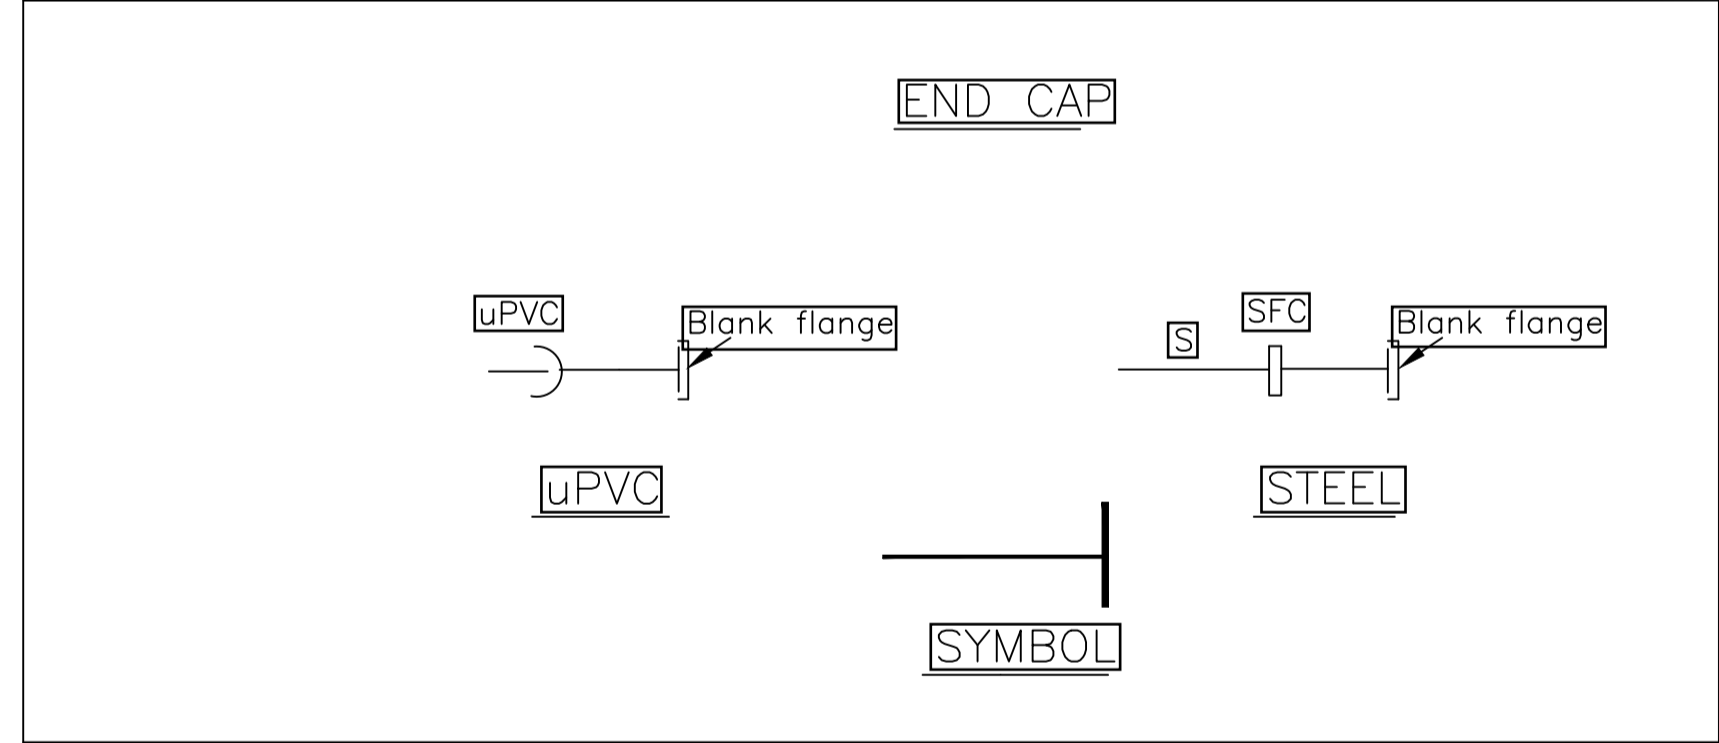 END CAP
uPVC
Blank flange
S
SFC
Blank flange
uPVC
STEEL
SYMBOL